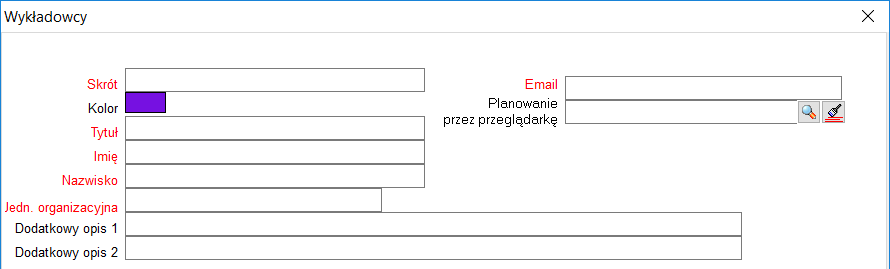 Wykładowcy
Skrót
Kolor
Tytuł
Imię
Nazwisko
Jedn. organizacyjna
Dodatkowy opis 1
Dodatkowy opis 2
Email
Planowanie
przez przeglądarkę